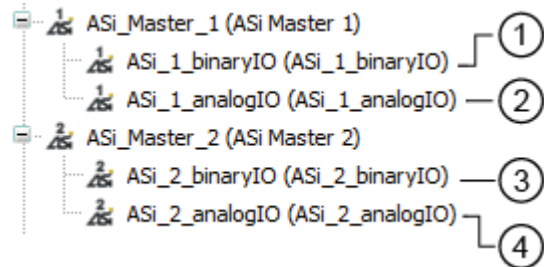 ASi_Master_1 (ASi Master 1)
1
ASi_1_binaryIO (ASi_1_binaryIO)
ASi_1_analogIO (ASi_1_analogIO)
2
ASi_Master_2 (ASi Master 2)
ASi_2_binaryIO (ASi_2_binaryIO)
3
ASi_2_analogIO (ASi_2_analogIO)
4